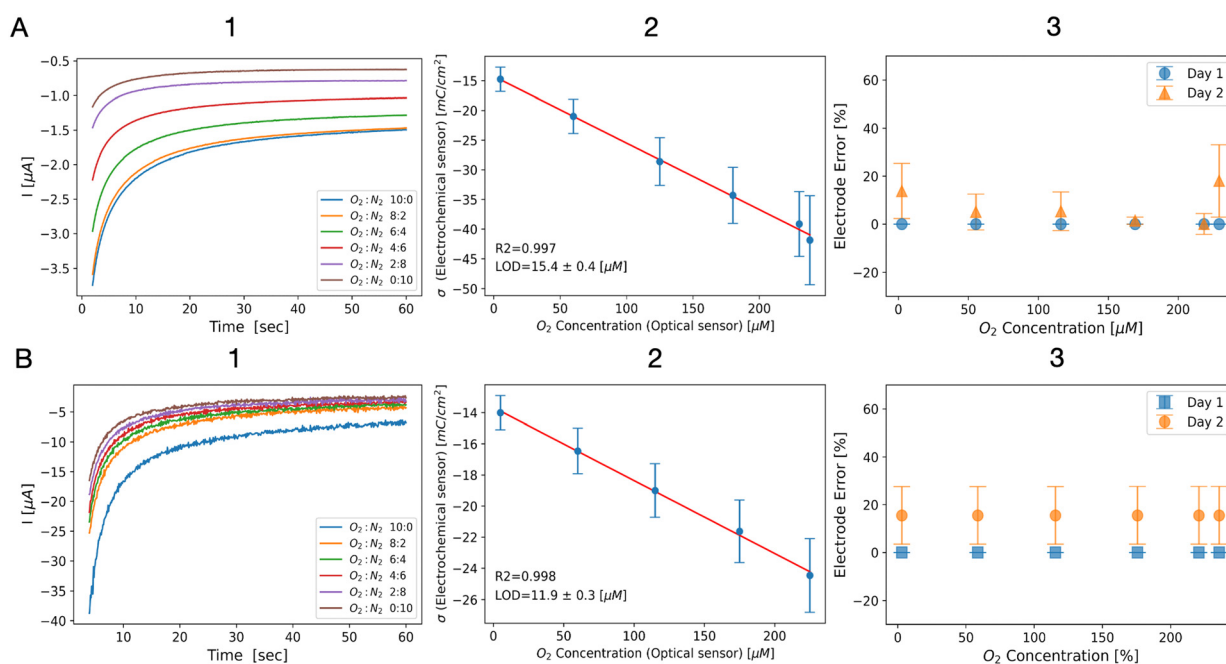 A
1
2
3
I [μA]
−0.5
−1.0
−1.5
−2.0
−2.5
−3.0
−3.5
O₂ : N₂ 10:0
O₂ : N₂ 8:2
O₂ : N₂ 6:4
O₂ : N₂ 4:6
O₂ : N₂ 2:8
O₂ : N₂ 0:10
0 10 20 30 40 50 60
Time [sec]
σ (Electrochemical sensor) [mC/cm²]
−15
−20
−25
−30
−35
−40
−45
−50
R2=0.997
LOD=15.4 ± 0.4 [μM]
0 50 100 150 200
O₂ Concentration (Optical sensor) [μM]
Electrode Error [%]
60
40
20
0
−20
Day 1
Day 2
0 50 100 150 200
O₂ Concentration [μM]
B
1
2
3
I [μA]
−5
−10
−15
−20
−25
−30
−35
−40
O₂ : N₂ 10:0
O₂ : N₂ 8:2
O₂ : N₂ 6:4
O₂ : N₂ 4:6
O₂ : N₂ 2:8
O₂ : N₂ 0:10
10 20 30 40 50 60
Time [sec]
σ (Electrochemical sensor) [mC/cm²]
−14
−16
−18
−20
−22
−24
−26
R2=0.998
LOD=11.9 ± 0.3 [μM]
0 50 100 150 200
O₂ Concentration (Optical sensor) [μM]
Electrode Error [%]
60
40
20
0
−20
Day 1
Day 2
0 50 100 150 200
O₂ Concentration [%]